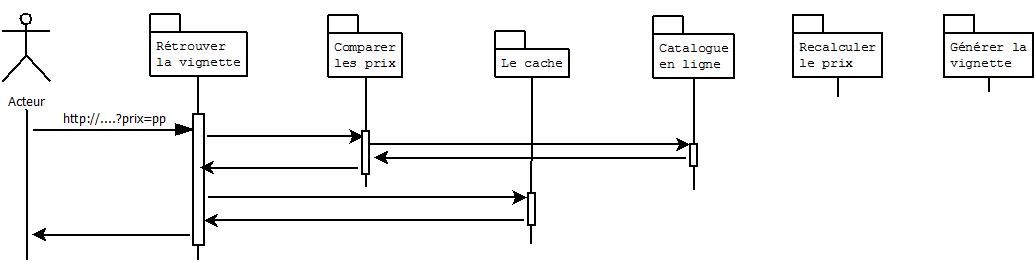 Rétrouver
la vignette
Comparer
les prix
Le cache
Catalogue
en ligne
Recalculer
le prix
Générer la
vignette
Acteur
http://....?prix=pp